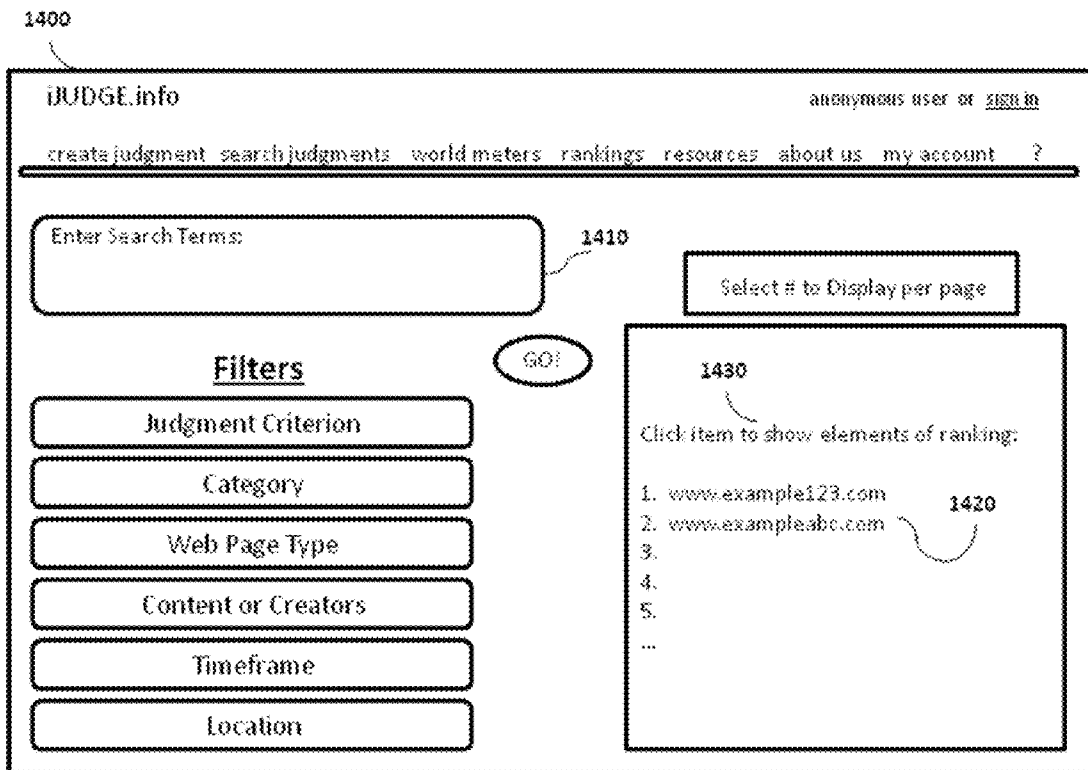 1400
iJUDGE.info
anonymous user or sign in
create judgment search judgments world meters rankings resources about us my account ?
Enter Search Terms:
1410
Select # to Display per page
GO!
Filters
Judgment Criterion
Category
Web Page Type
Content or Creators
Timeframe
Location
1430
Click item to show elements of ranking:
1. www.example123.com
1420
2. www.exampleabc.com
3.
4.
5.
...